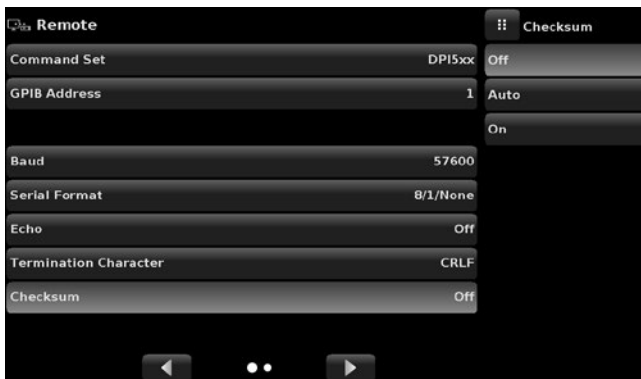 Remote
Command Set DPI5xx
GPIB Address 1
Baud 57600
Serial Format 8/1/None
Echo Off
Termination Character CRLF
Checksum Off
Checksum
Off
Auto
On